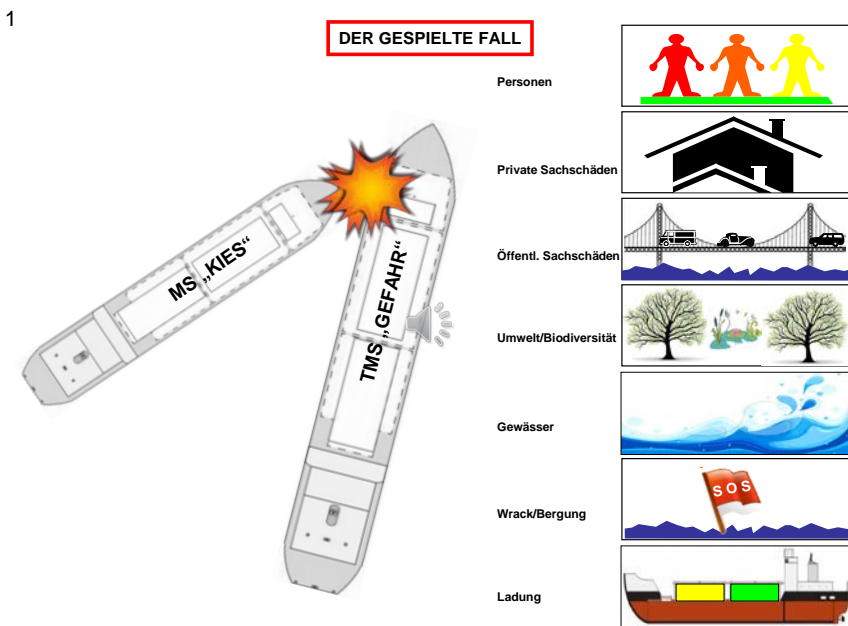 1
DER GESPIELTE FALL
MS „KIES“
TMS „GEFAHR“
Personen
Private Sachschäden
Öffentl. Sachschäden
Umwelt/Biodiversität
Gewässer
Wrack/Bergung
S O S
Ladung